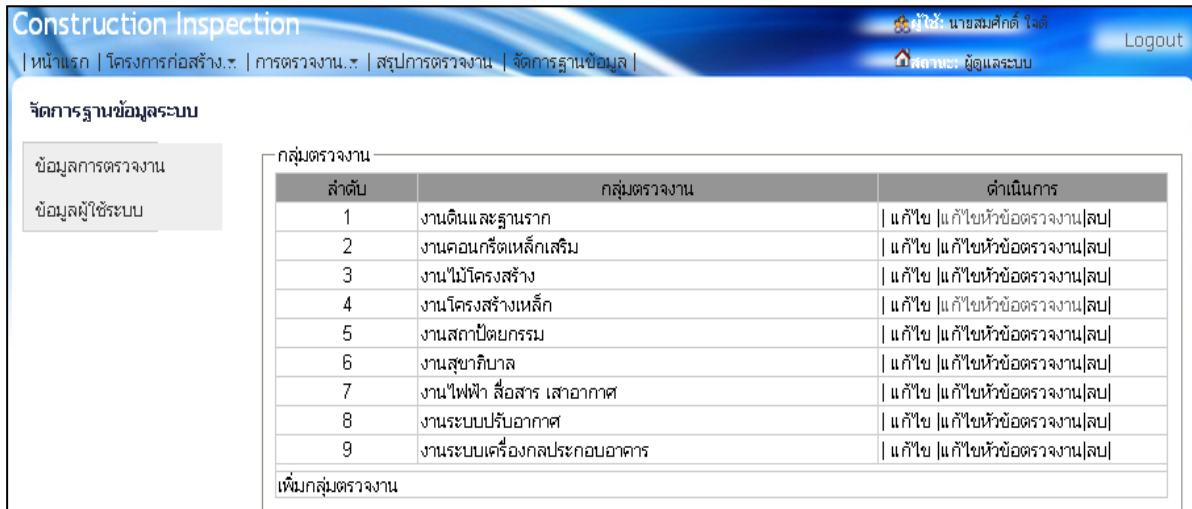 Construction Inspection
ผู้ใช้: นายสมศักดิ์ ใจดี
Logout
| หน้าแรก | โครงการก่อสร้าง.. | การตรวจงาน.. | สรุปการตรวจงาน | จัดการฐานข้อมูล |
สถานะ: ผู้ดูแลระบบ
จัดการฐานข้อมูลระบบ
ข้อมูลการตรวจงาน
ข้อมูลผู้ใช้ระบบ
กลุ่มตรวจงาน
ลำดับ กลุ่มตรวจงาน ดำเนินการ
1 งานดินและฐานราก | แก้ไข |แก้ไขหัวข้อตรวจงาน|ลบ|
2 งานคอนกรีตเหล็กเสริม | แก้ไข |แก้ไขหัวข้อตรวจงาน|ลบ|
3 งานไม้โครงสร้าง | แก้ไข |แก้ไขหัวข้อตรวจงาน|ลบ|
4 งานโครงสร้างเหล็ก | แก้ไข |แก้ไขหัวข้อตรวจงาน|ลบ|
5 งานสถาปัตยกรรม | แก้ไข |แก้ไขหัวข้อตรวจงาน|ลบ|
6 งานสุขาภิบาล | แก้ไข |แก้ไขหัวข้อตรวจงาน|ลบ|
7 งานไฟฟ้า สื่อสาร เสาอากาศ | แก้ไข |แก้ไขหัวข้อตรวจงาน|ลบ|
8 งานระบบปรับอากาศ | แก้ไข |แก้ไขหัวข้อตรวจงาน|ลบ|
9 งานระบบเครื่องกลประกอบอาคาร | แก้ไข |แก้ไขหัวข้อตรวจงาน|ลบ|
เพิ่มกลุ่มตรวจงาน